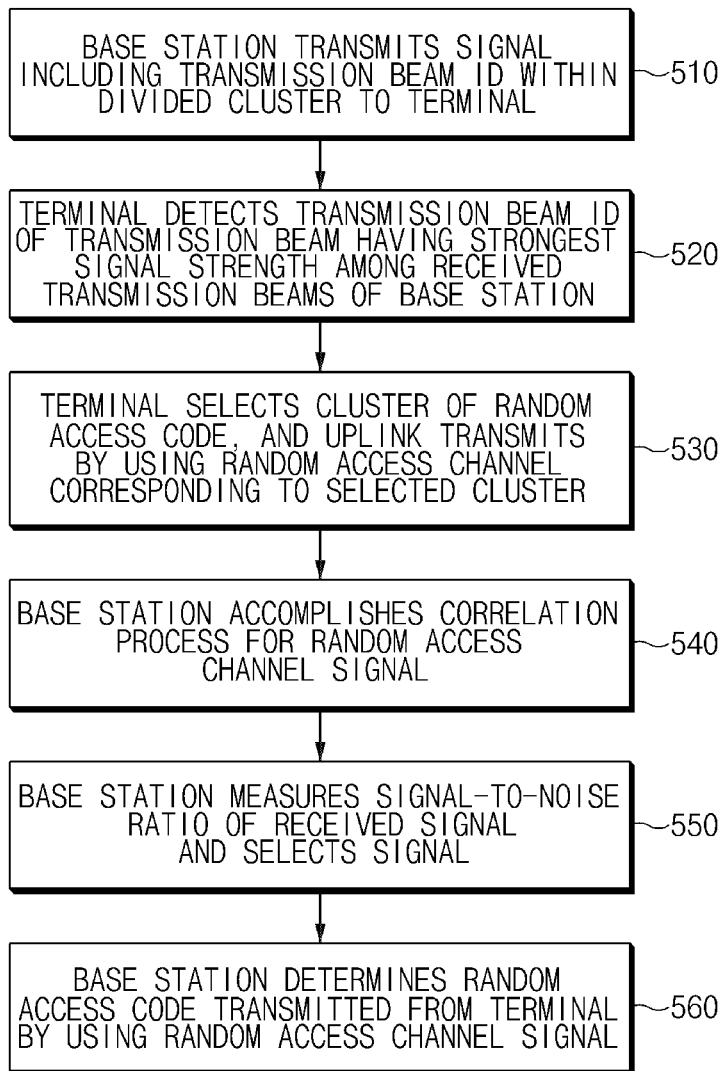 BASE STATION TRANSMITS SIGNAL
INCLUDING TRANSMISSION BEAM ID WITHIN
DIVIDED CLUSTER TO TERMINAL
510
TERMINAL DETECTS TRANSMISSION BEAM ID
OF TRANSMISSION BEAM HAVING STRONGEST
SIGNAL STRENGTH AMONG RECEIVED
TRANSMISSION BEAMS OF BASE STATION
520
TERMINAL SELECTS CLUSTER OF RANDOM
ACCESS CODE, AND UPLINK TRANSMITS
BY USING RANDOM ACCESS CHANNEL
CORRESPONDING TO SELECTED CLUSTER
530
BASE STATION ACCOMPLISHES CORRELATION
PROCESS FOR RANDOM ACCESS
CHANNEL SIGNAL
540
BASE STATION MEASURES SIGNAL-TO-NOISE
RATIO OF RECEIVED SIGNAL
AND SELECTS SIGNAL
550
BASE STATION DETERMINES RANDOM
ACCESS CODE TRANSMITTED FROM TERMINAL
BY USING RANDOM ACCESS CHANNEL SIGNAL
560